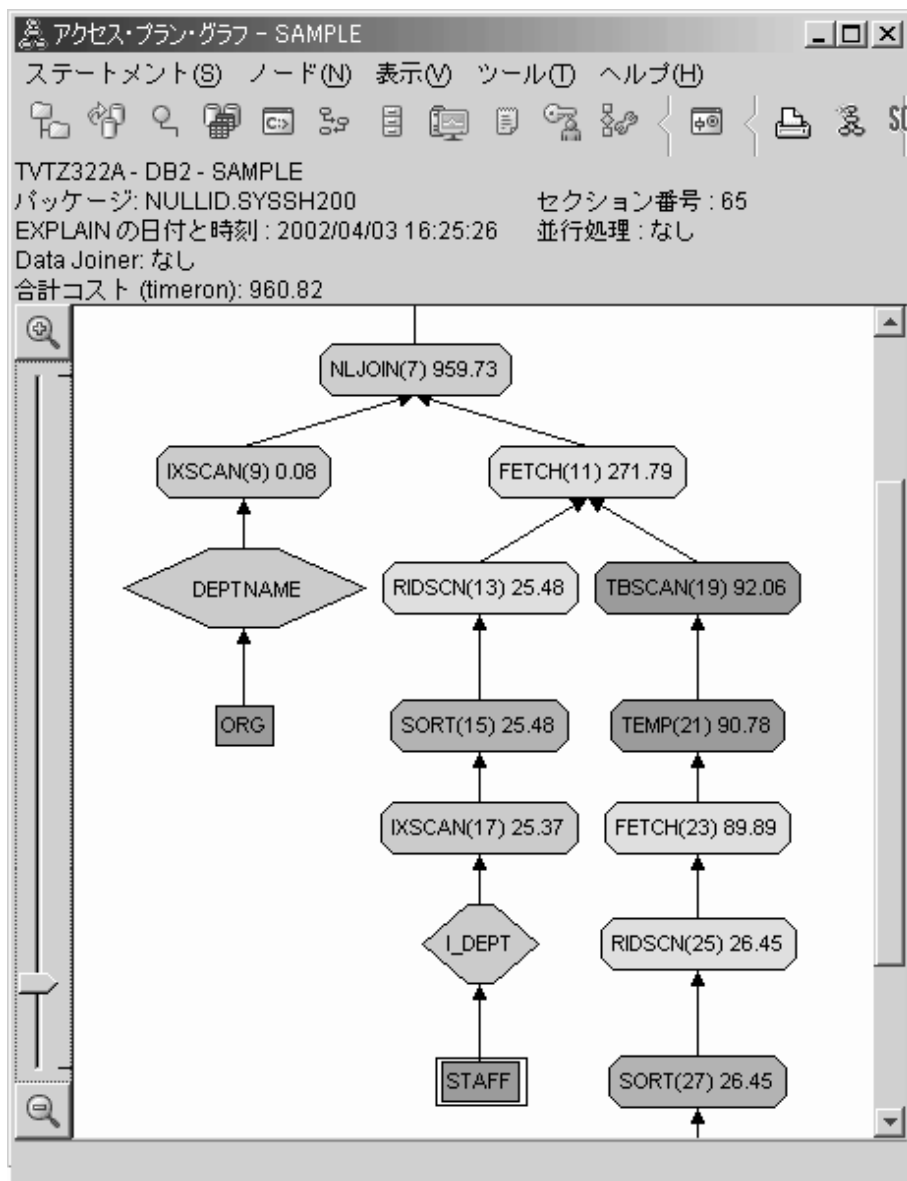 アクセス・プラン・グラフ - SAMPLE
ステートメント(S) ノード(N) 表示(V) ツール(T) ヘルプ(H)
C:>
TVTZ322A - DB2 - SAMPLE
パッケージ: NULLID.SYSSH200 セクション番号 : 65
EXPLAIN の日付と時刻 : 2002/04/03 16:25:26 並行処理 : なし
Data Joiner: なし
合計コスト (timeron): 960.82
NLJOIN(7) 959.73
IXSCAN(9) 0.08 FETCH(11) 271.79
DEPTNAME RIDSCN(13) 25.48 TBSCAN(19) 92.06
ORG SORT(15) 25.48 TEMP(21) 90.78
IXSCAN(17) 25.37 FETCH(23) 89.89
I_DEPT RIDSCN(25) 26.45
STAFF SORT(27) 26.45